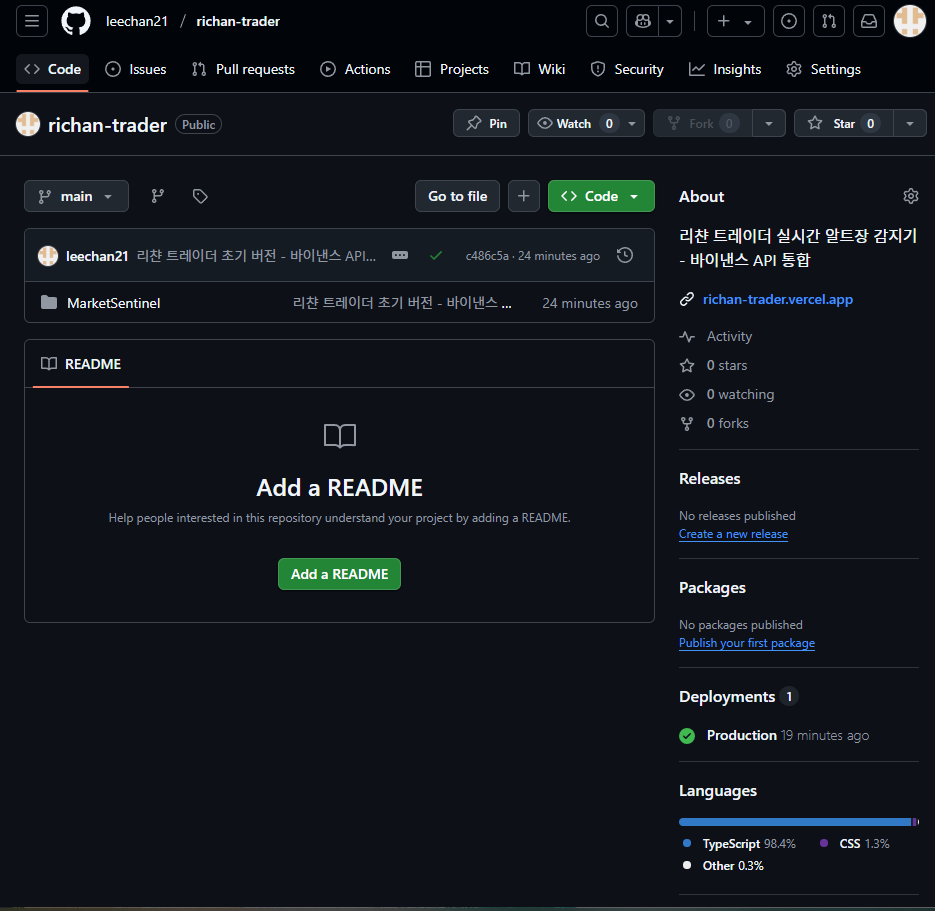 leechan21 / richan-trader
Code Issues Pull requests Actions Projects Wiki Security Insights Settings
richan-trader Public Pin Watch 0 Fork 0 Star 0
main Go to file Code
leechan21 리챤 트레이더 초기 버전 - 바이낸스 API... c486c5a · 24 minutes ago
MarketSentinel 리챤 트레이더 초기 버전 - 바이낸스 ... 24 minutes ago
README
Add a README
Help people interested in this repository understand your project by adding a README.
Add a README
About
리챤 트레이더 실시간 알트장 감지기
- 바이낸스 API 통합
richan-trader.vercel.app
Activity
0 stars
0 watching
0 forks
Releases
No releases published
Create a new release
Packages
No packages published
Publish your first package
Deployments 1
Production 19 minutes ago
Languages
TypeScript 98.4% CSS 1.3%
Other 0.3%